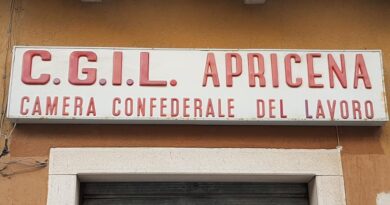 C.G.I.L. APRICENA
CAMERA CONFEDERALE DEL LAVORO